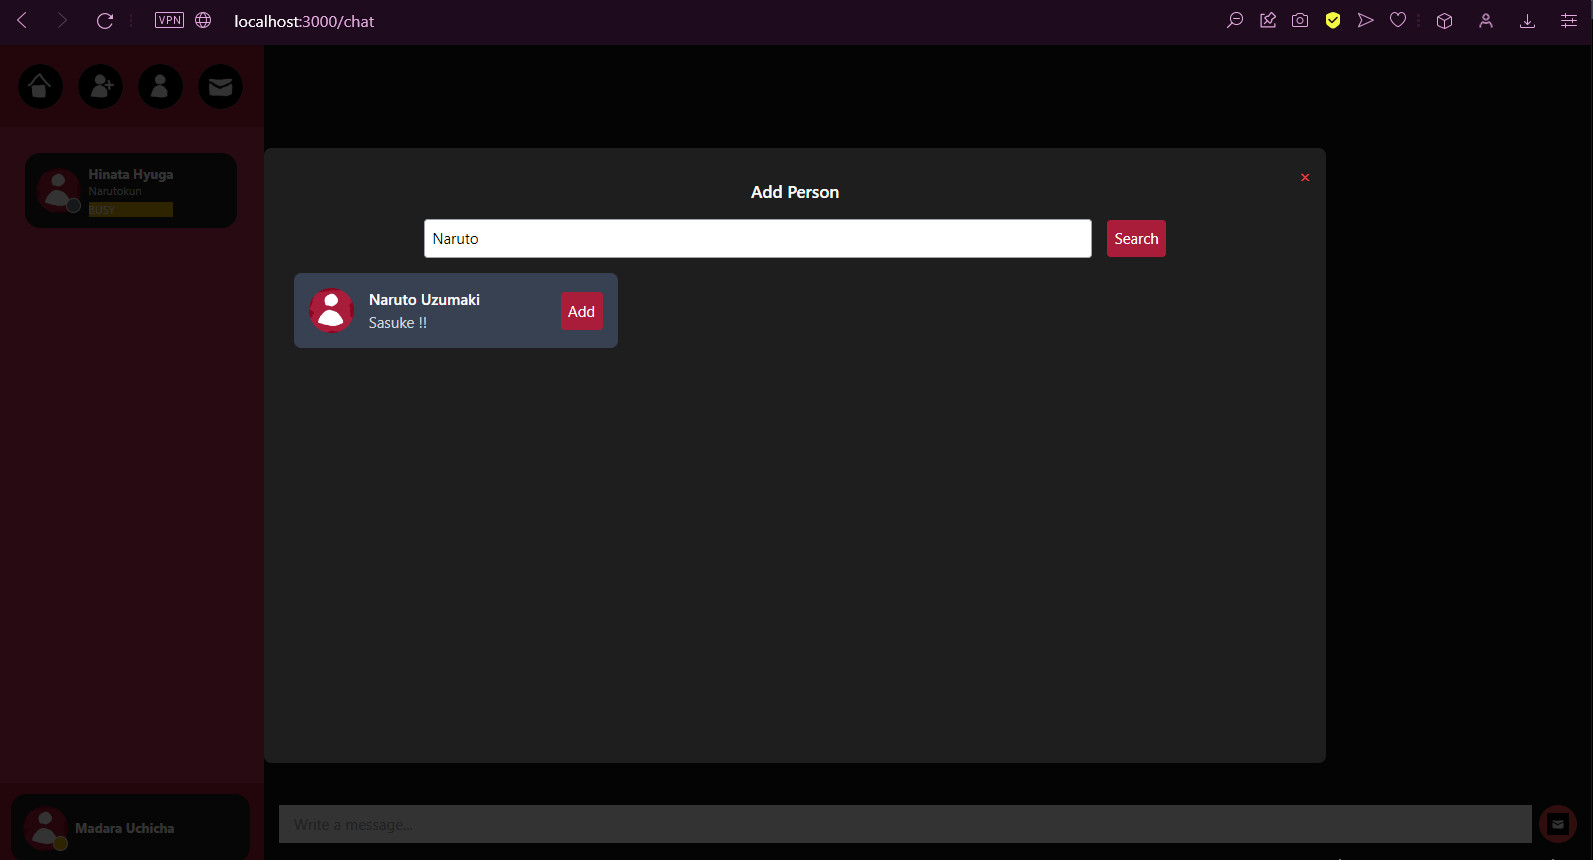 VPN
localhost:3000/chat
Hinata Hyuga
Narutokun
BUSY
Add Person
×
Naruto
Search
Naruto Uzumaki
Sasuke !!
Add
Madara Uchicha
Write a message...